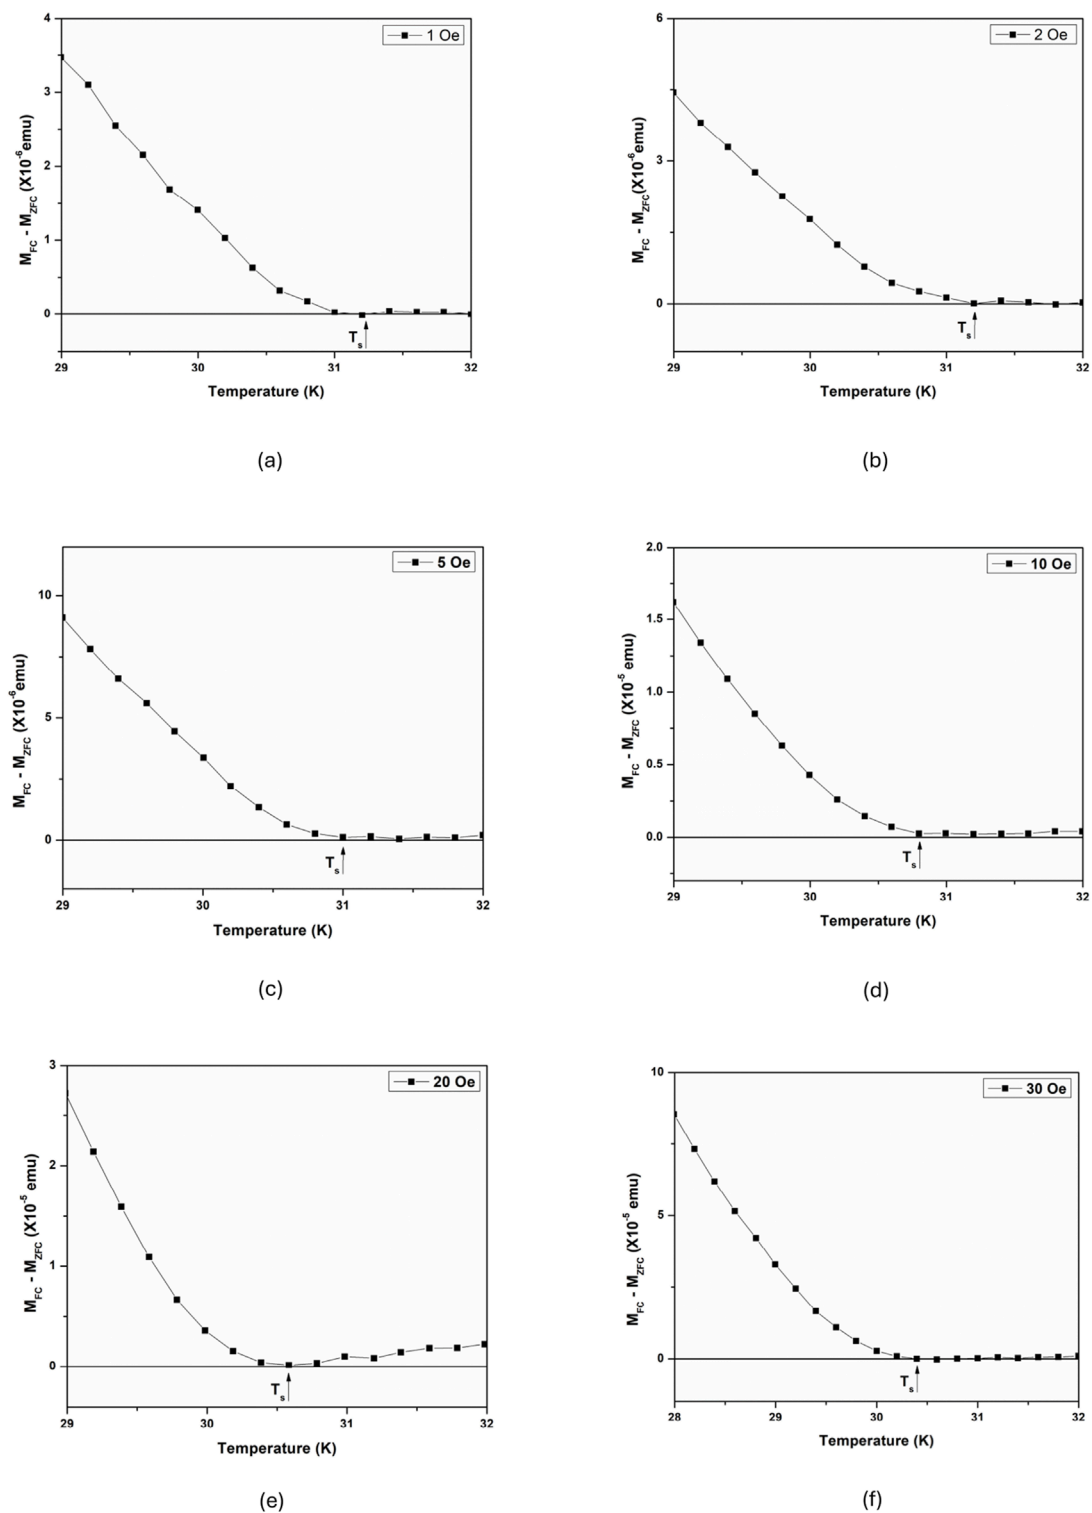 1 Oe
4
3
2
1
0
M_FC - M_ZFC (X10^-6 emu)
T_s
29 30 31 32
Temperature (K)
(a)
2 Oe
6
3
0
M_FC - M_ZFC(X10^-6emu)
T_s
29 30 31 32
Temperature (K)
(b)
5 Oe
10
5
0
M_FC - M_ZFC (X10^-6emu)
T_s
29 30 31 32
Temperature (K)
(c)
10 Oe
2.0
1.5
1.0
0.5
0.0
M_FC - M_ZFC (X10^-5 emu)
T_s
29 30 31 32
Temperature (K)
(d)
20 Oe
3
2
1
0
M_FC - M_ZFC (X10^-5 emu)
T_s
29 30 31 32
Temperature (K)
(e)
30 Oe
10
5
0
M_FC - M_ZFC (X10^-5 emu)
T_s
28 29 30 31 32
Temperature (K)
(f)